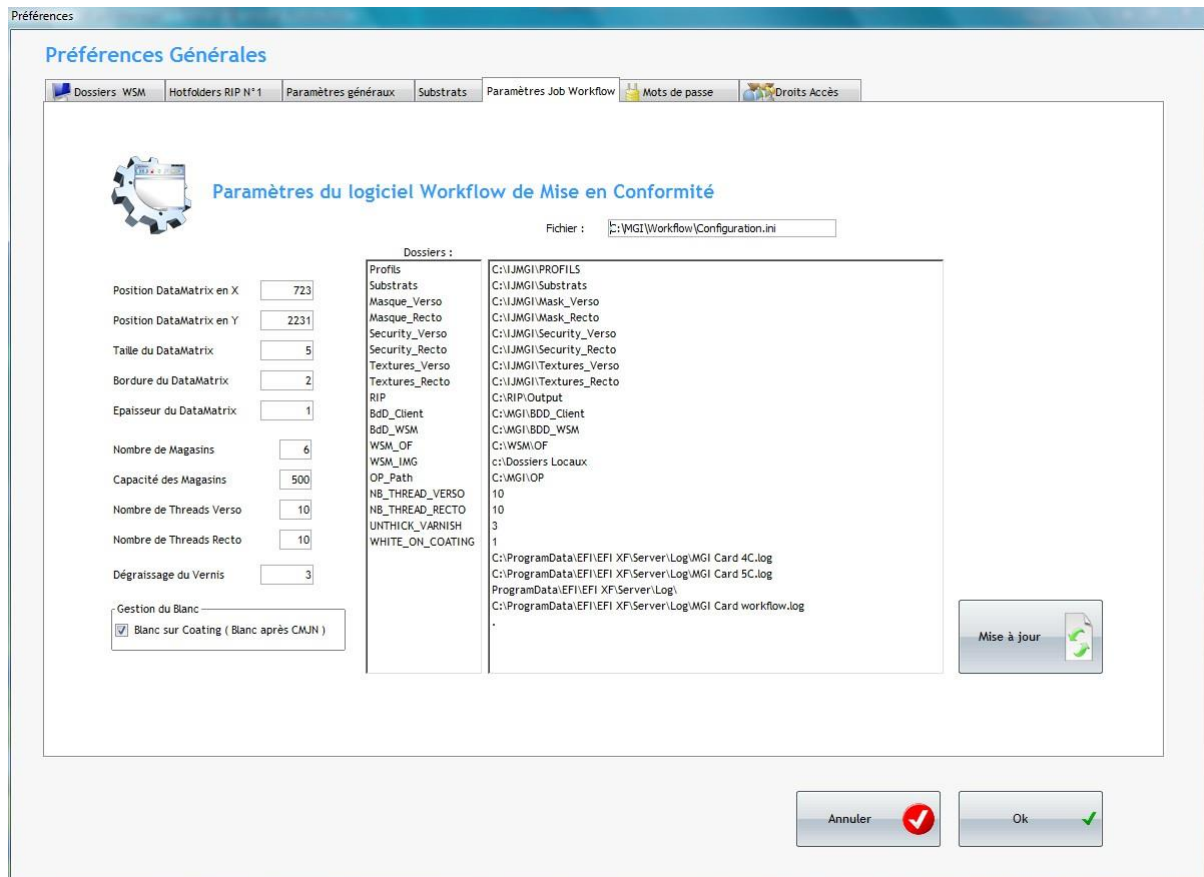 Préférences
Préférences Générales
Dossiers WSM
Hotfolders RIP N°1
Paramètres généraux
Substrats
Paramètres Job Workflow
Mots de passe
Droits Accès
Paramètres du logiciel Workflow de Mise en Conformité
Fichier : C:\MGI\Workflow\Configuration.ini
Position DataMatrix en X 723
Position DataMatrix en Y 2231
Taille du DataMatrix 5
Bordure du DataMatrix 2
Epaisseur du DataMatrix 1
Nombre de Magasins 6
Capacité des Magasins 500
Nombre de Threads Verso 10
Nombre de Threads Recto 10
Dégraissage du Vernis 3
Gestion du Blanc
Blanc sur Coating ( Blanc après CMJN )
Dossiers :
Profils C:\IJMGI\PROFILS
Substrats C:\IJMGI\Substrats
Masque_Verso C:\IJMGI\Mask_Verso
Masque_Recto C:\IJMGI\Mask_Recto
Security_Verso C:\IJMGI\Security_Verso
Security_Recto C:\IJMGI\Security_Recto
Textures_Verso C:\IJMGI\Textures_Verso
Textures_Recto C:\IJMGI\Textures_Recto
RIP C:\RIP\Output
BdD_Client C:\MGI\BDD_Client
BdD_WSM C:\MGI\BDD_WSM
WSM_OF C:\WSM\OF
WSM_IMG c:\Dossiers Locaux
OP_Path C:\MGI\OP
NB_THREAD_VERSO 10
NB_THREAD_RECTO 10
UNTHICK_VARNISH 3
WHITE_ON_COATING 1
C:\ProgramData\EFI\EFI XF\Server\Log\MGI Card 4C.log
C:\ProgramData\EFI\EFI XF\Server\Log\MGI Card 5C.log
ProgramData\EFI\EFI XF\Server\Log\
C:\ProgramData\EFI\EFI XF\Server\Log\MGI Card workflow.log
.
Mise à jour
Annuler
Ok